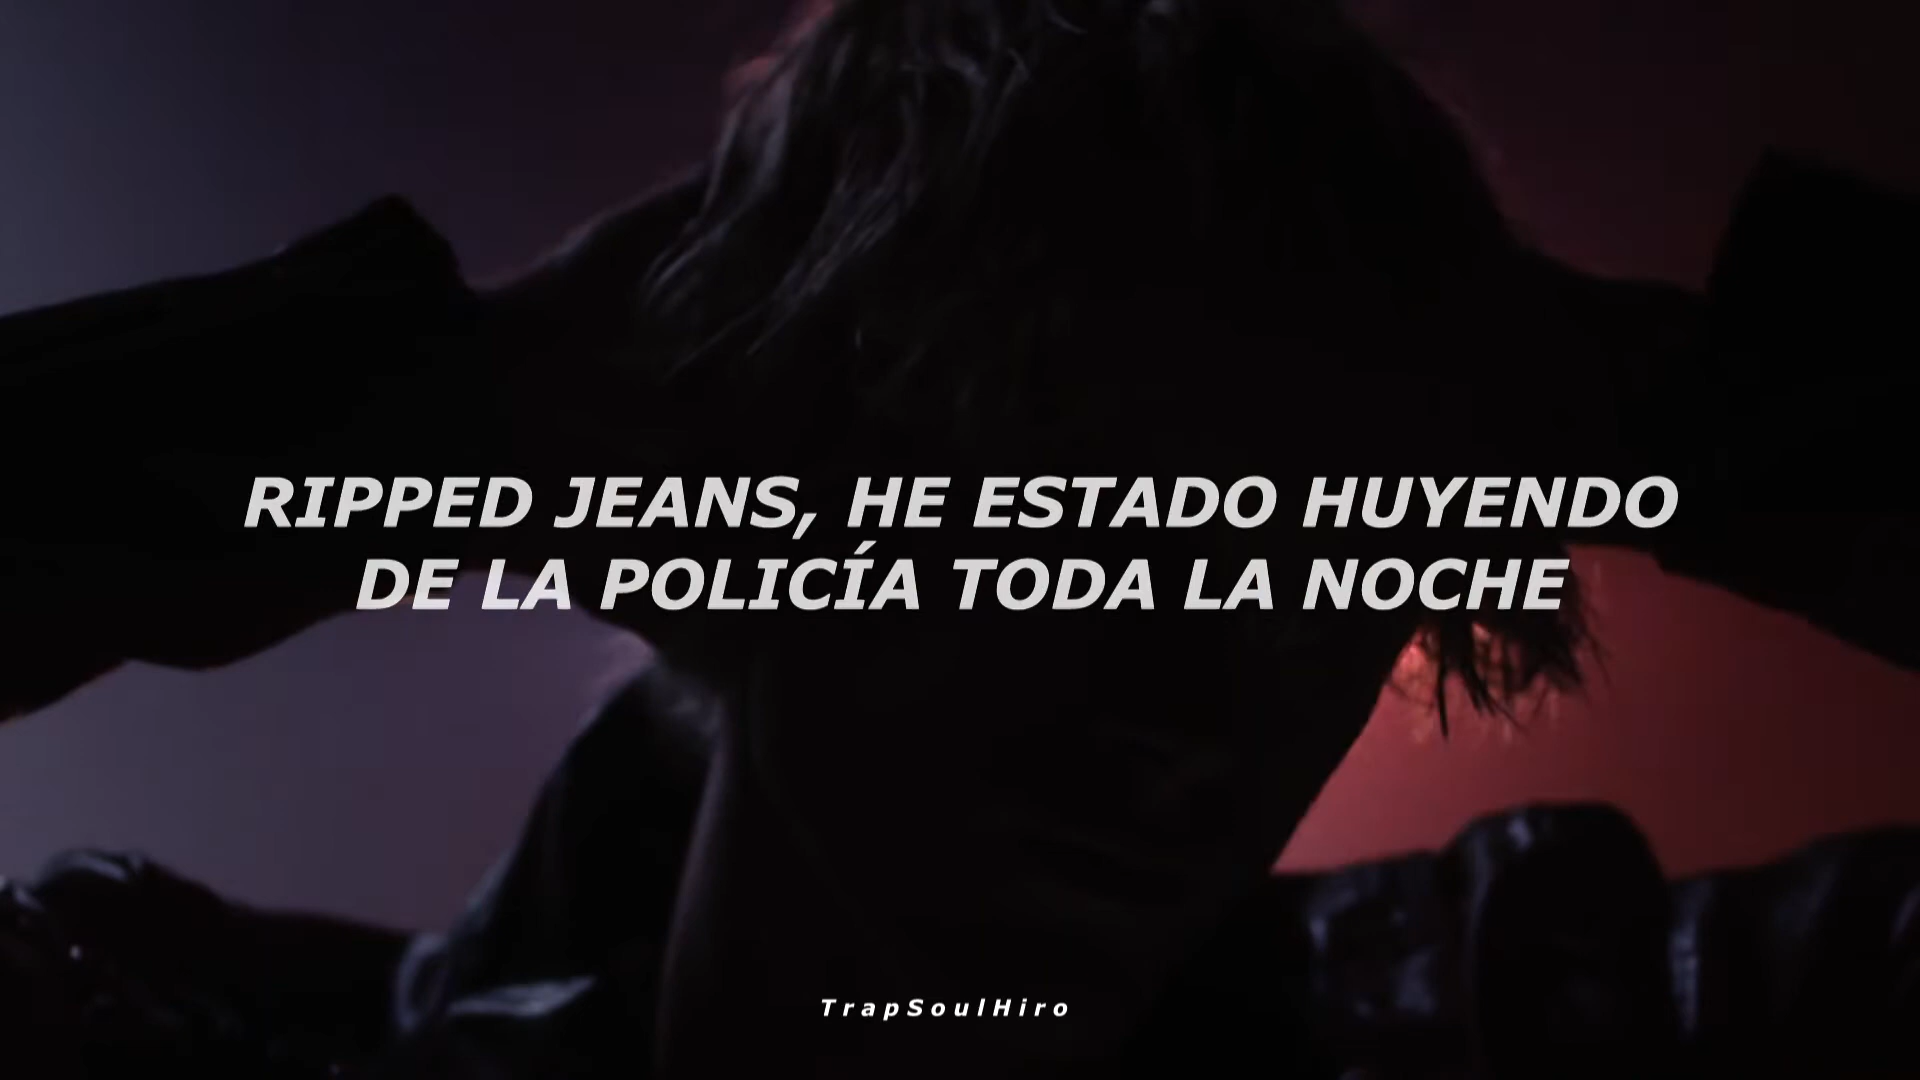 RIPPED JEANS, HE ESTADO HUYENDO
DE LA POLICÍA TODA LA NOCHE
TrapSoulHiro